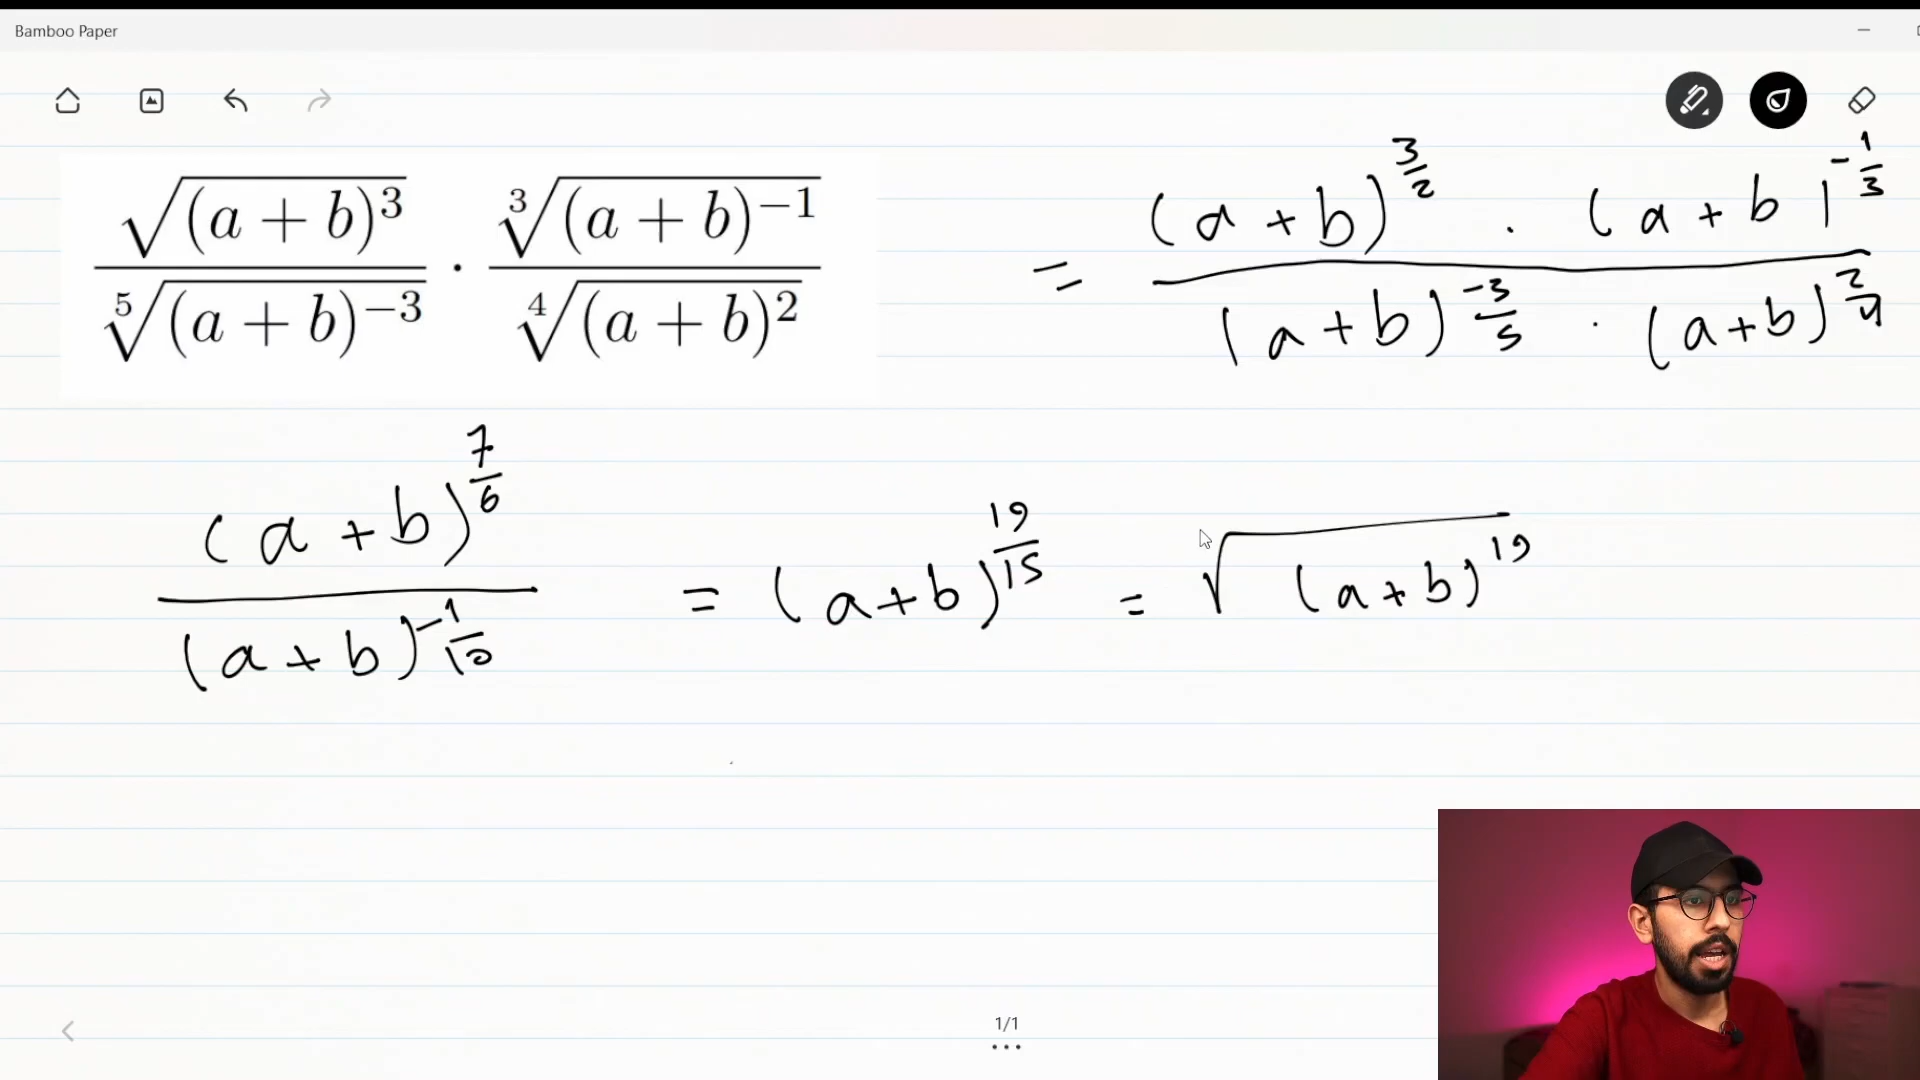 Bamboo Paper
√(a + b)³ / ⁵√(a + b)⁻³ · ³√(a + b)⁻¹ / ⁴√(a + b)²
= (a + b)^(3/2) · (a + b)^(-1/3) / (a + b)^(-3/5) · (a+b)^(2/4)
(a + b)^(7/6) / (a + b)^(-1/10) = (a+b)^(19/15) = √(a+b)^19
1/1